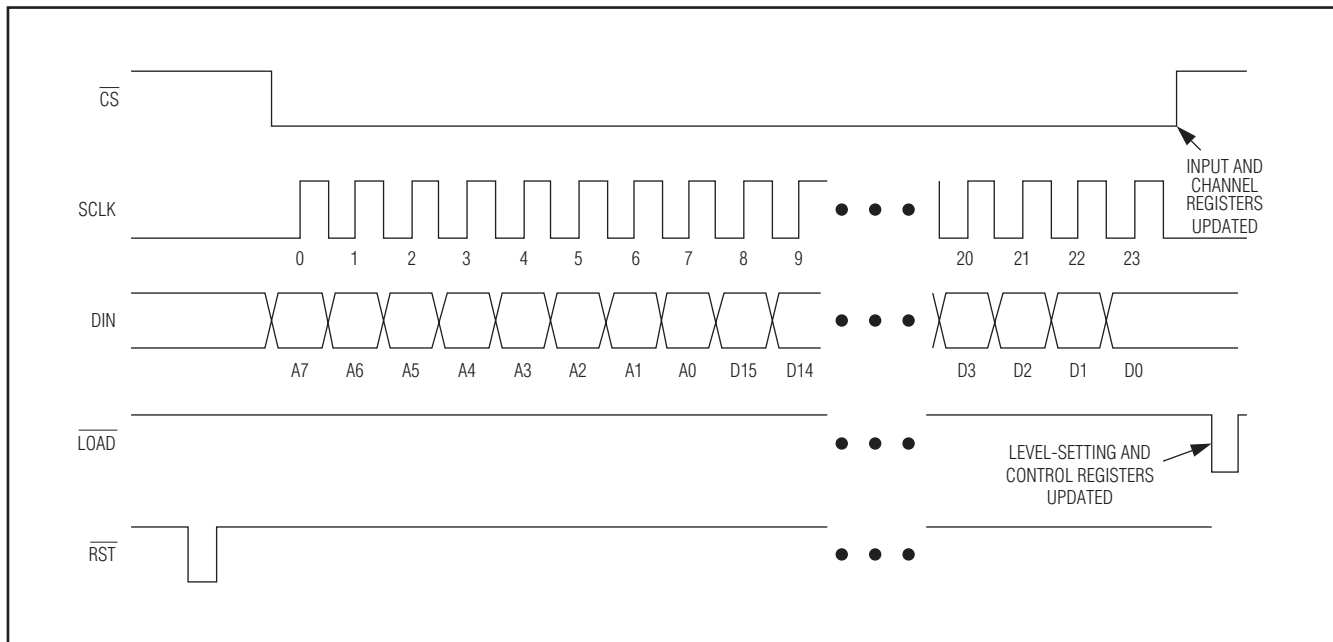 CS
INPUT AND
CHANNEL
REGISTERS
UPDATED
SCLK
0 1 2 3 4 5 6 7 8 9 20 21 22 23
DIN
A7 A6 A5 A4 A3 A2 A1 A0 D15 D14 D3 D2 D1 D0
LOAD
LEVEL-SETTING AND
CONTROL REGISTERS
UPDATED
RST